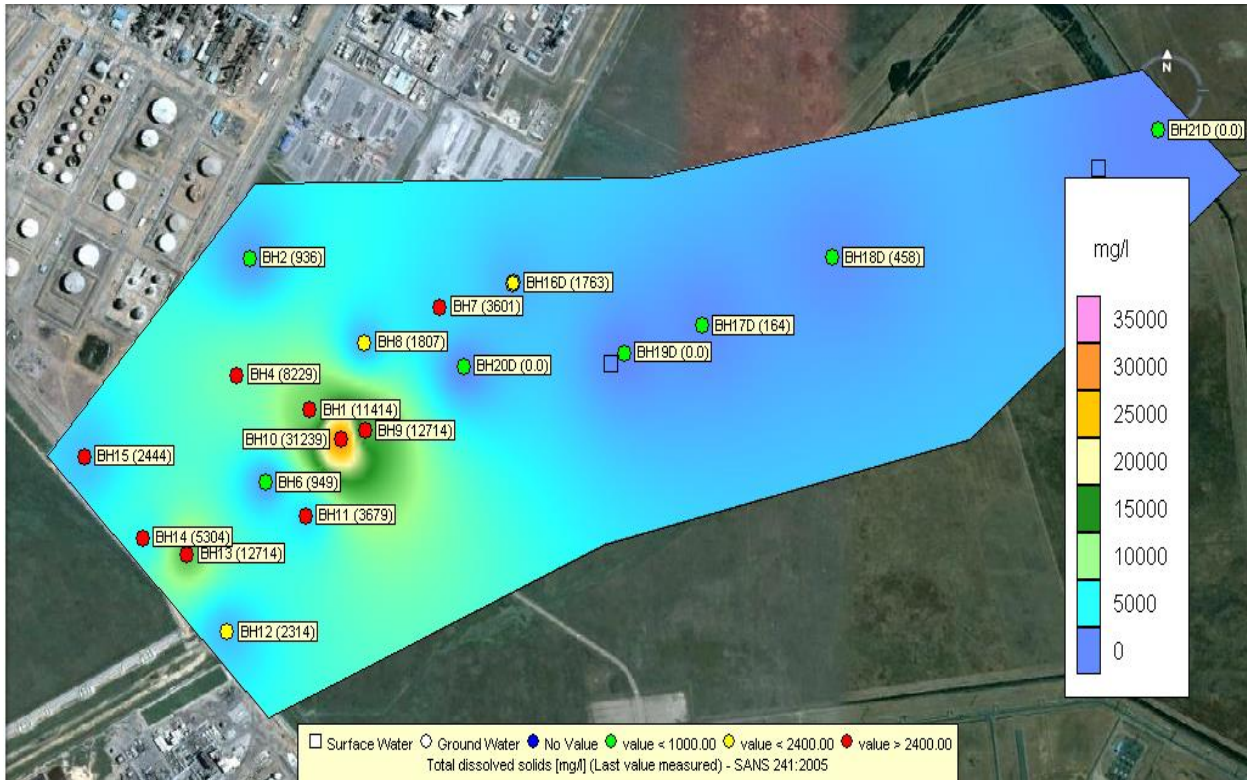 N
BH21D (0.0)
BH2 (936)
BH18D (458)
BH16D (1763)
BH7 (3601)
BH17D (164)
BH8 (1807)
BH19D (0.0)
BH20D (0.0)
BH4 (8229)
BH1 (11414)
BH9 (12714)
BH10 (31239)
BH15 (2444)
BH6 (949)
BH11 (3679)
BH14 (5304)
BH13 (12714)
BH12 (2314)
mg/l
35000
30000
25000
20000
15000
10000
5000
0
Surface Water Ground Water No Value value < 1000.00 value < 2400.00 value > 2400.00
Total dissolved solids [mg/l] (Last value measured) - SANS 241:2005